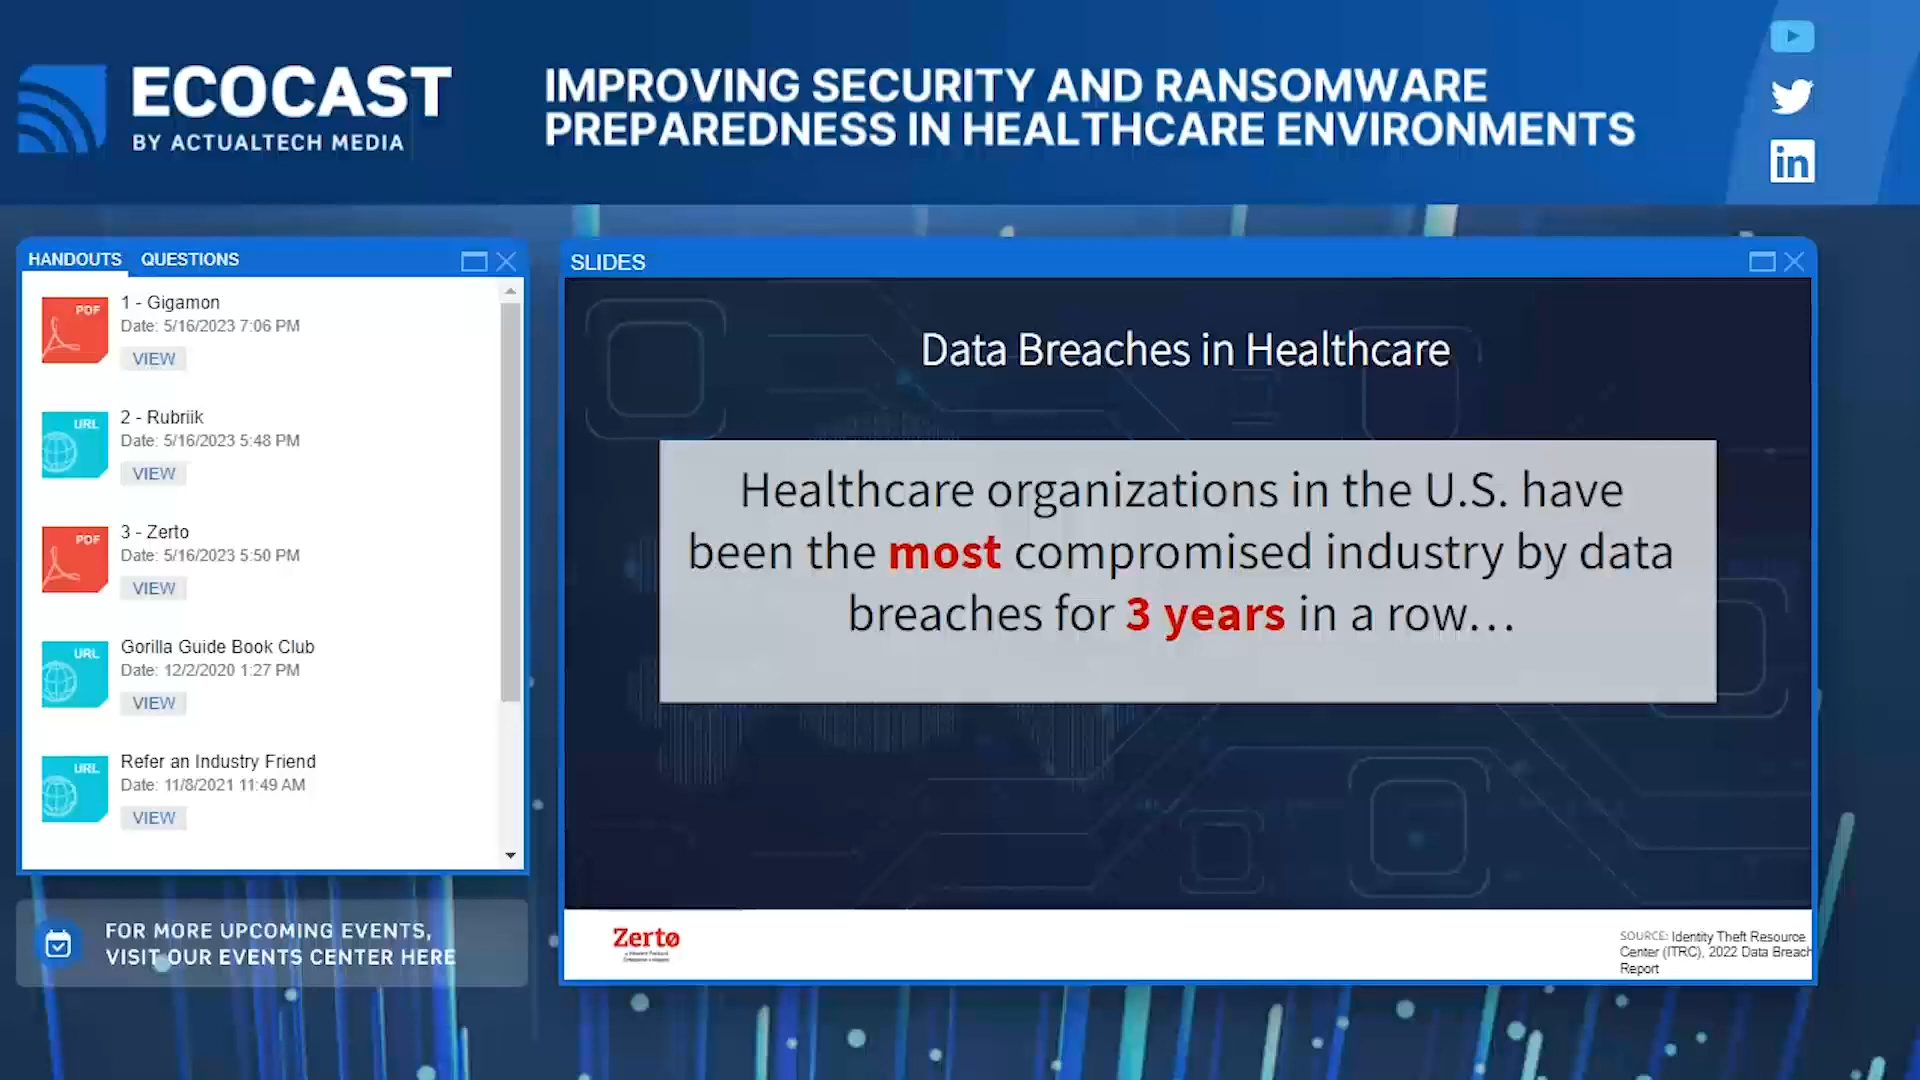 ECOCAST
BY ACTUALTECH MEDIA
IMPROVING SECURITY AND RANSOMWARE
PREPAREDNESS IN HEALTHCARE ENVIRONMENTS
in
HANDOUTS QUESTIONS
PDF
1 - Gigamon
Date: 5/16/2023 7:06 PM
VIEW
URL
2 - Rubriik
Date: 5/16/2023 5:48 PM
VIEW
PDF
3 - Zerto
Date: 5/16/2023 5:50 PM
VIEW
URL
Gorilla Guide Book Club
Date: 12/2/2020 1:27 PM
VIEW
URL
Refer an Industry Friend
Date: 11/8/2021 11:49 AM
VIEW
FOR MORE UPCOMING EVENTS,
VISIT OUR EVENTS CENTER HERE
SLIDES
Data Breaches in Healthcare
Healthcare organizations in the U.S. have
been the most compromised industry by data
breaches for 3 years in a row…
Zerto
SOURCE: Identity Theft Resource
Center (ITRC), 2022 Data Breach
Report